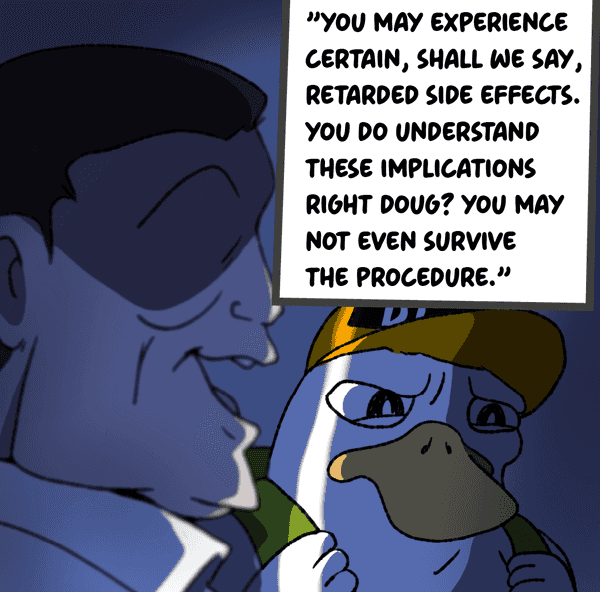 "YOU MAY EXPERIENCE
CERTAIN, SHALL WE SAY,
RETARDED SIDE EFFECTS.
YOU DO UNDERSTAND
THESE IMPLICATIONS
RIGHT DOUG? YOU MAY
NOT EVEN SURVIVE
THE PROCEDURE."